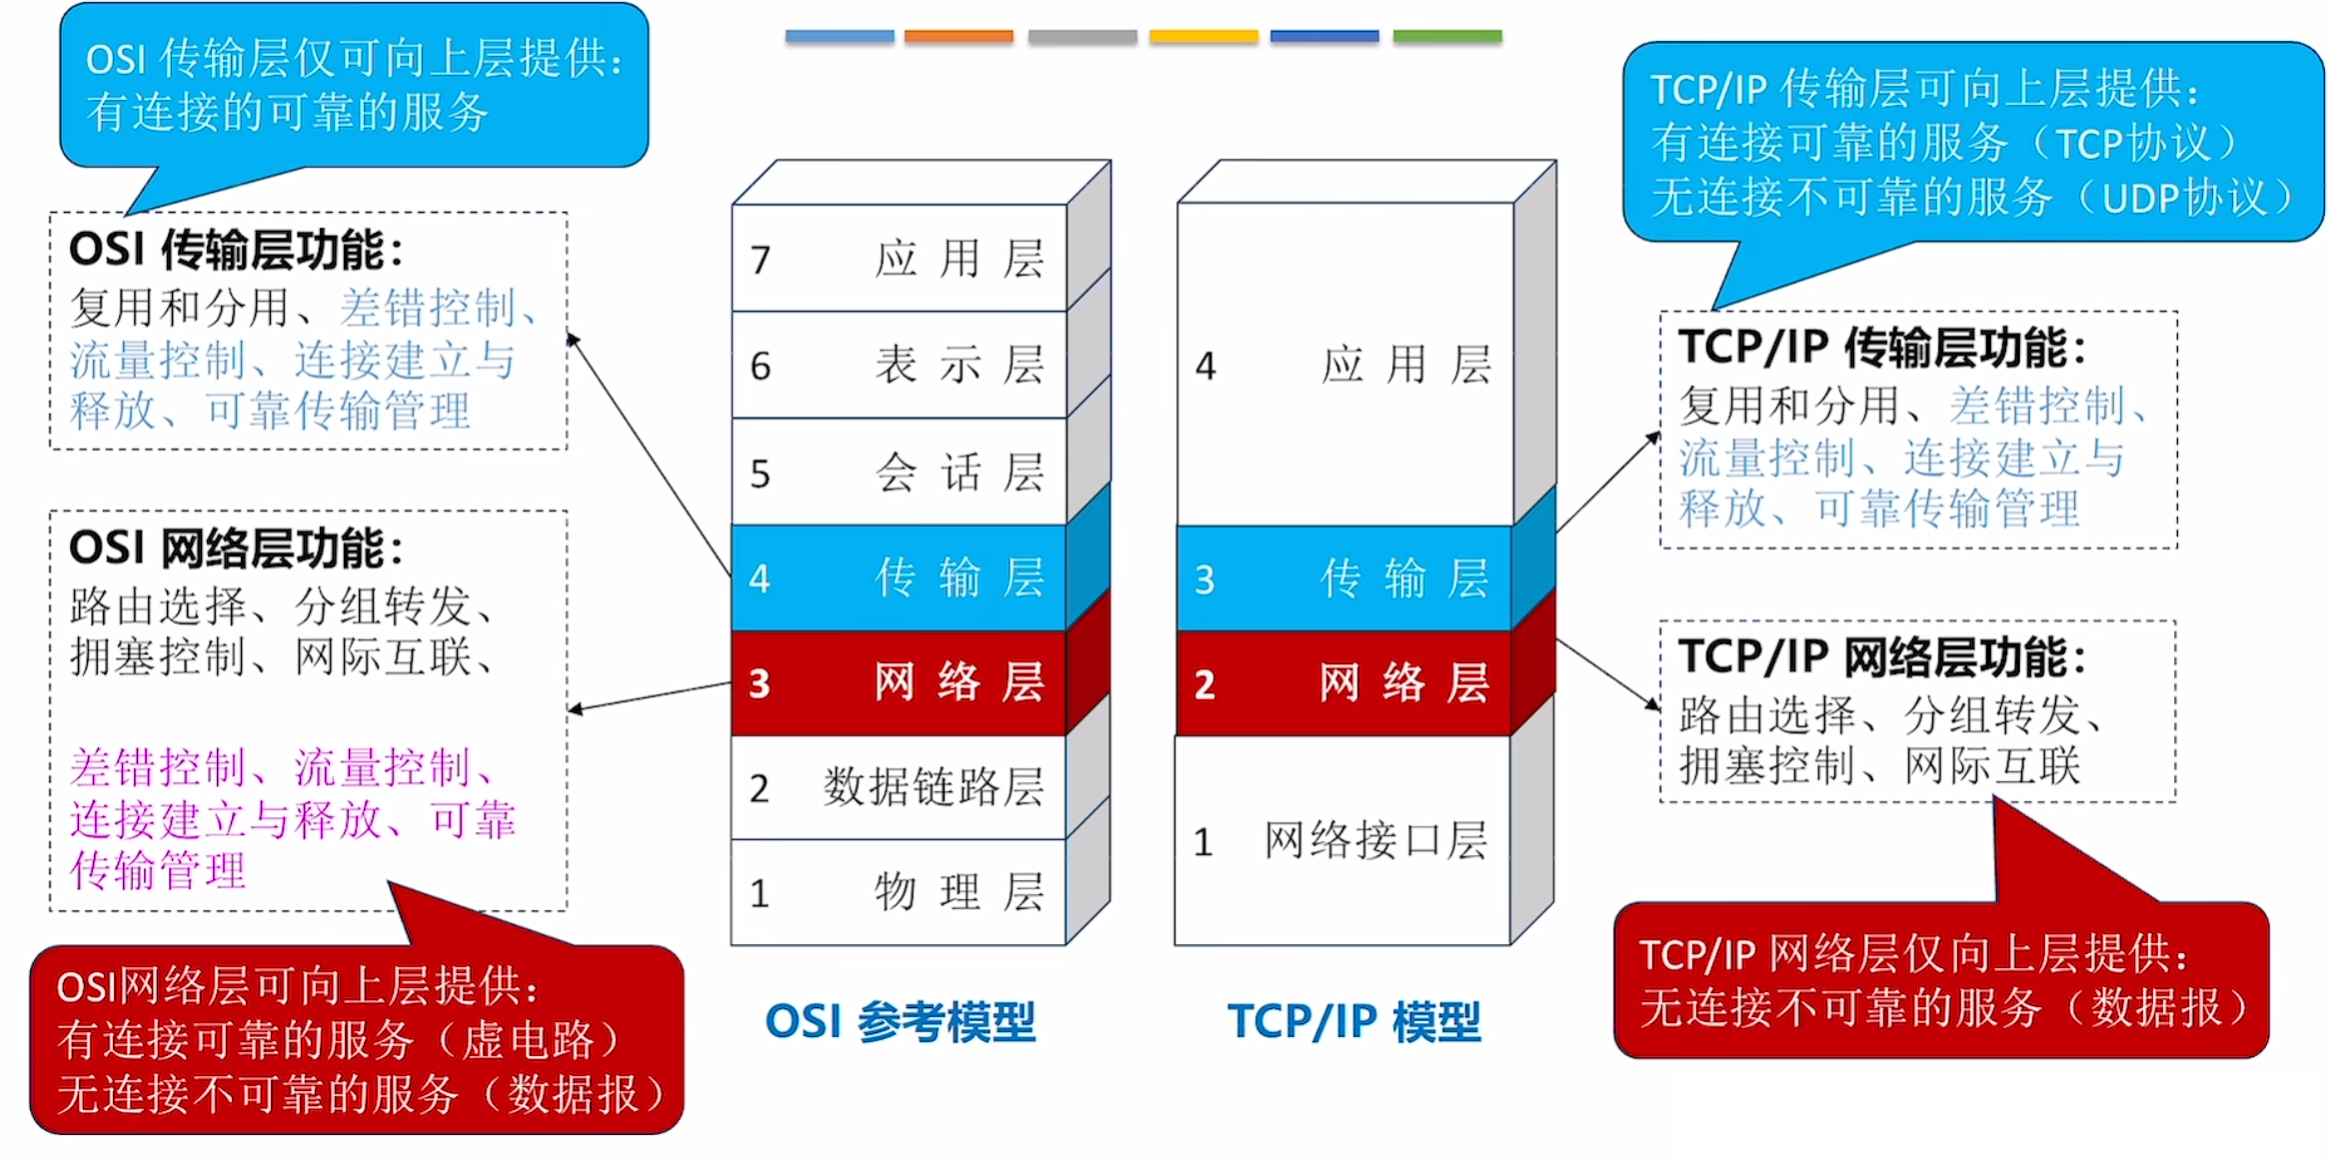 OSI 传输层仅可向上层提供：
有连接的可靠的服务
OSI 传输层功能：
复用和分用、差错控制、
流量控制、连接建立与
释放、可靠传输管理
OSI 网络层功能：
路由选择、分组转发、
拥塞控制、网际互联、
差错控制、流量控制、
连接建立与释放、可靠
传输管理
OSI网络层可向上层提供：
有连接可靠的服务（虚电路）
无连接不可靠的服务（数据报）
7 应用层
6 表示层
5 会话层
4 传输层
3 网络层
2 数据链路层
1 物理层
OSI 参考模型
4 应用层
3 传输层
2 网络层
1 网络接口层
TCP/IP 模型
TCP/IP 传输层可向上层提供：
有连接可靠的服务（TCP协议）
无连接不可靠的服务（UDP协议）
TCP/IP 传输层功能：
复用和分用、差错控制、
流量控制、连接建立与
释放、可靠传输管理
TCP/IP 网络层功能：
路由选择、分组转发、
拥塞控制、网际互联
TCP/IP 网络层仅向上层提供：
无连接不可靠的服务（数据报）